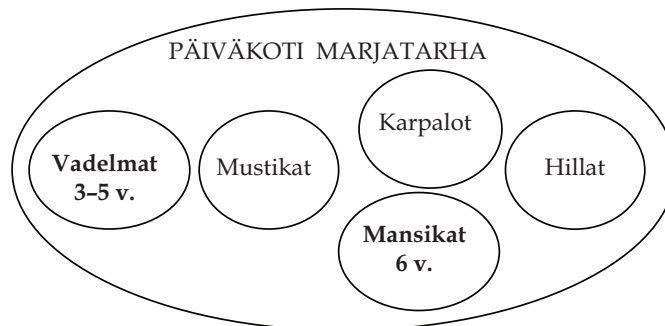 PÄIVÄKOTI MARJATARHA
Karpalot
Vadelmat
3–5 v.
Mustikat
Hillat
Mansikat
6 v.